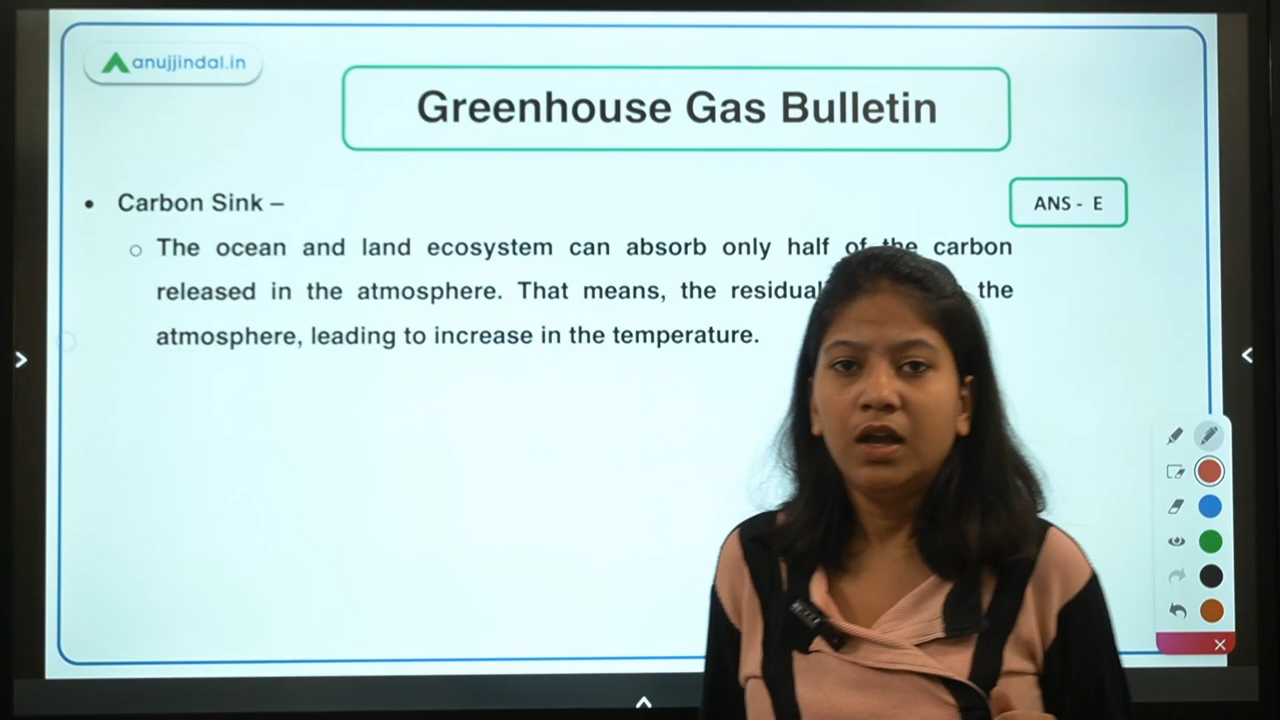 anujjindal.in
Greenhouse Gas Bulletin
• Carbon Sink –
ANS - E
○ The ocean and land ecosystem can absorb only half of the carbon
released in the atmosphere. That means, the residual the
atmosphere, leading to increase in the temperature.